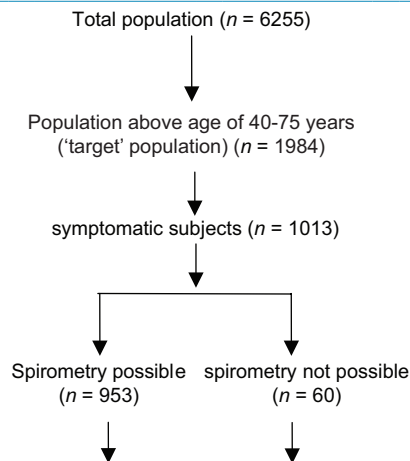 Total population (n = 6255)
Population above age of 40-75 years
(‘target’ population) (n = 1984)
symptomatic subjects (n = 1013)
Spirometry possible
(n = 953)
spirometry not possible
(n = 60)